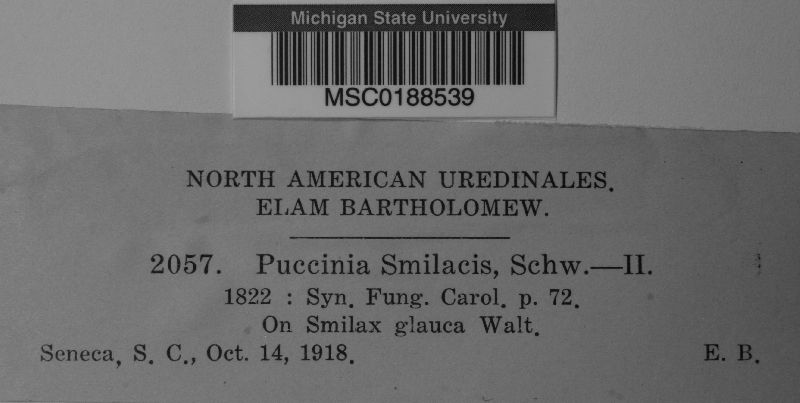 Michigan State University
MSC0188539
NORTH AMERICAN UREDINALES.
ELAM BARTHOLOMEW.
2057. Puccinia Smilacis, Schw.—II.
1822 : Syn. Fung. Carol. p. 72.
On Smilax glauca Walt.
Seneca, S. C., Oct. 14, 1918. E. B.